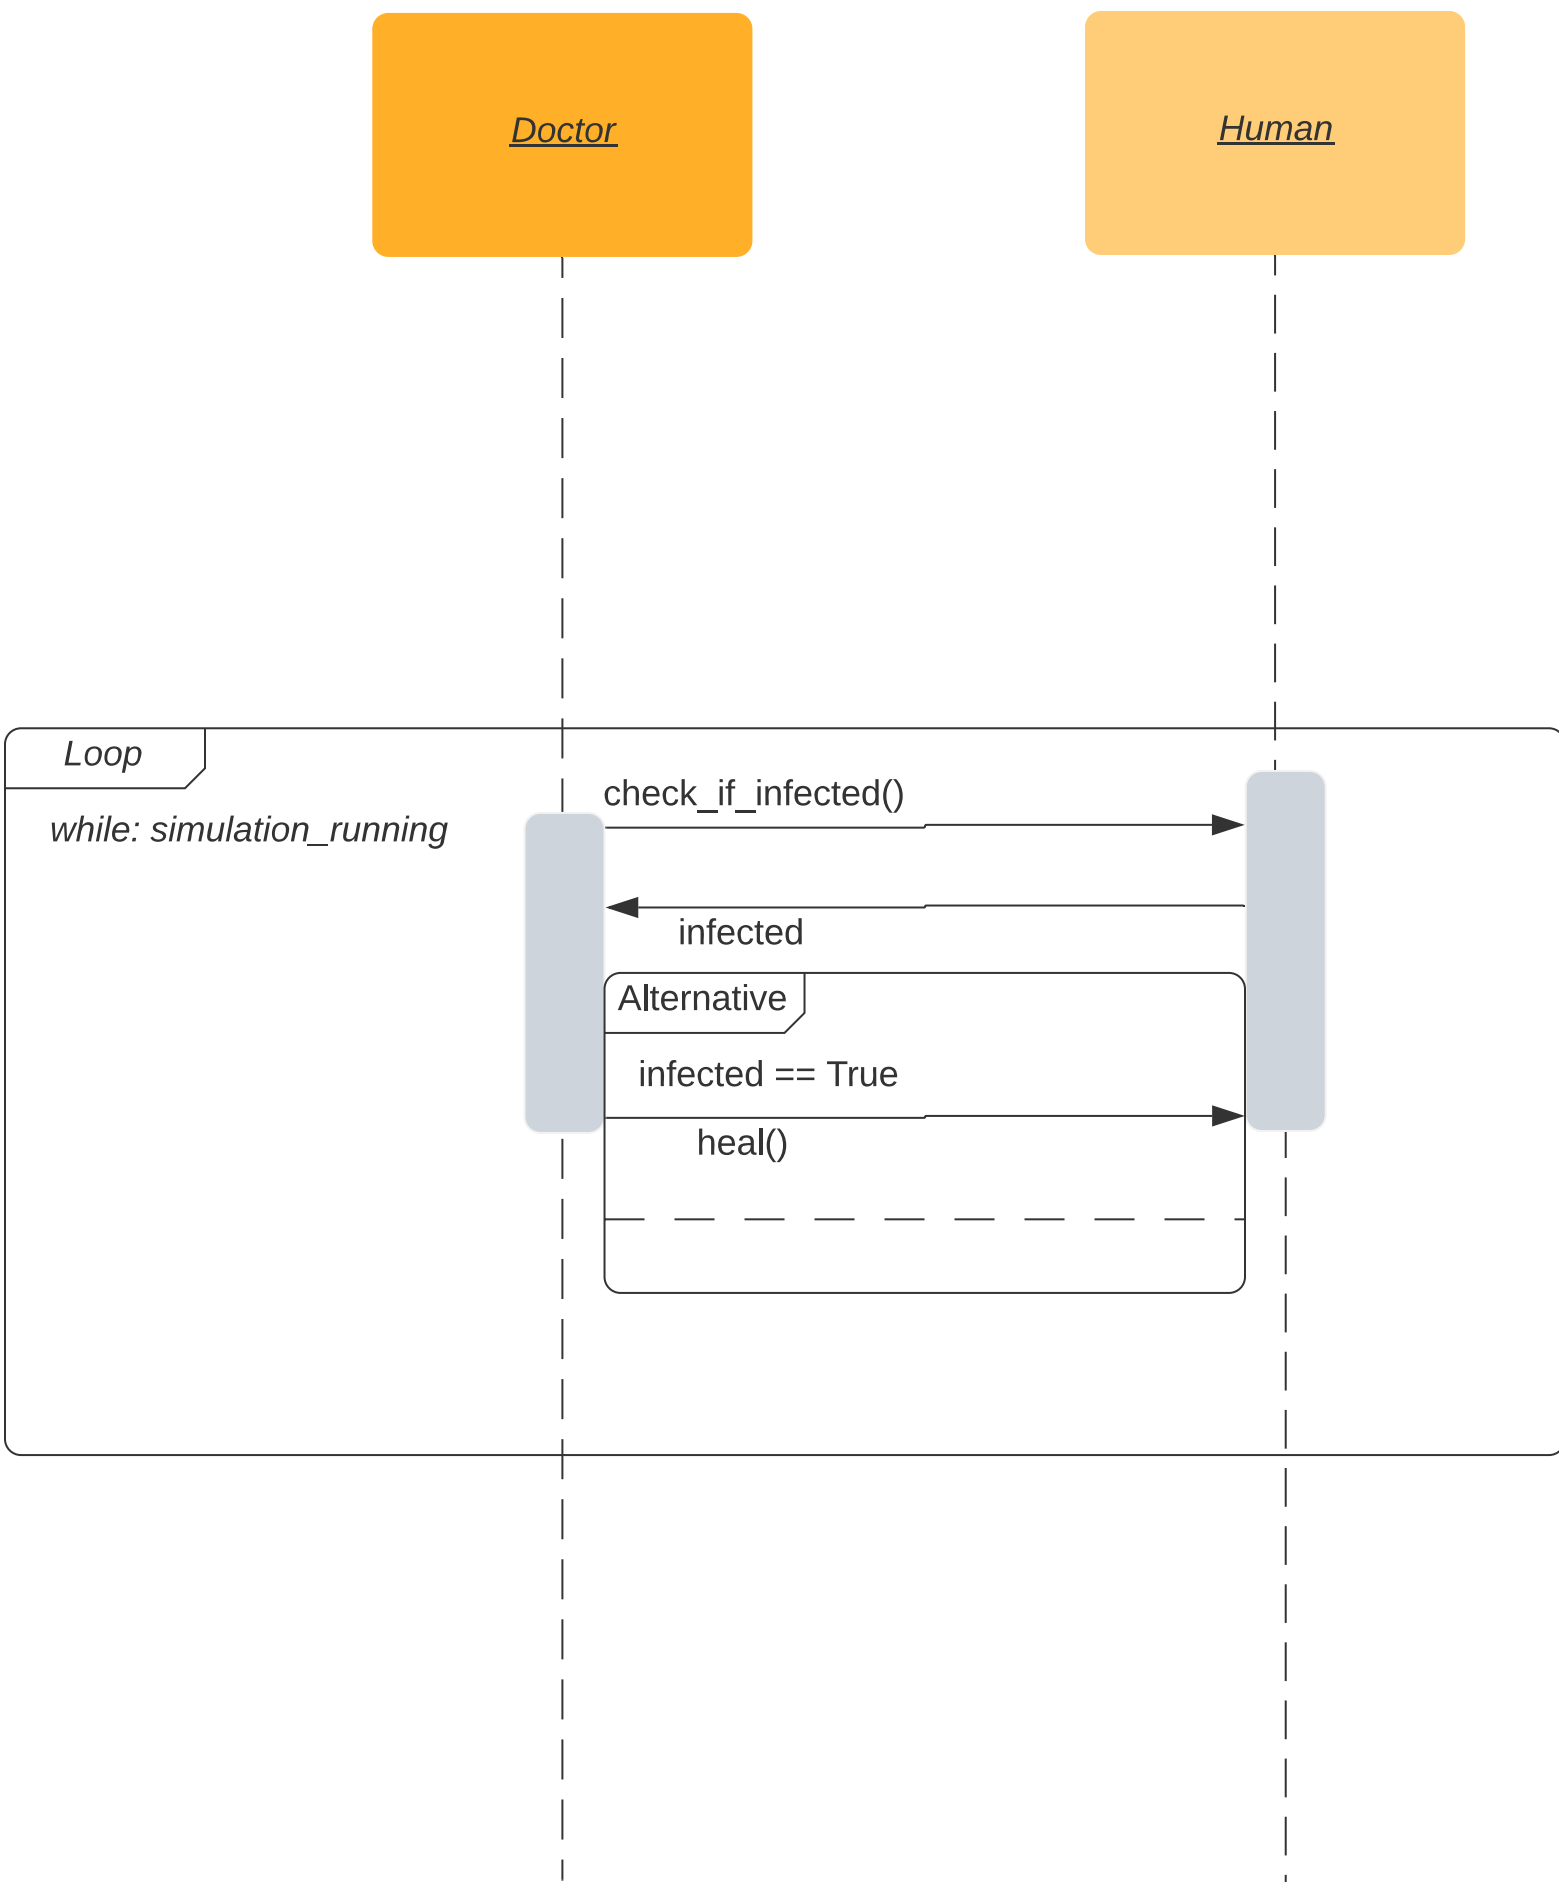 Doctor
Human
Loop
while: simulation_running
check_if_infected()
infected
Alternative
infected == True
heal()